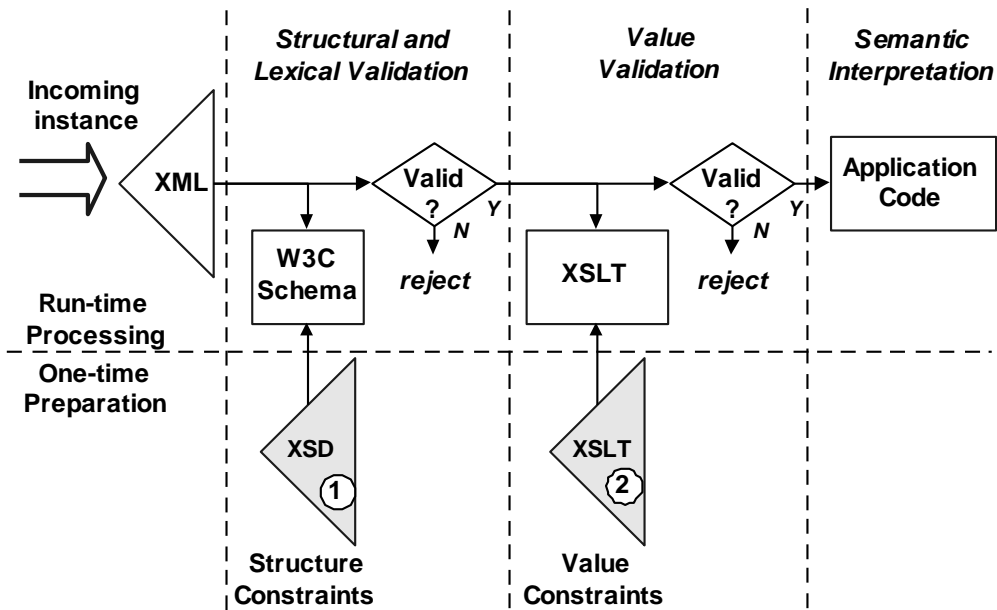 Structural and
Lexical Validation
Value
Validation
Semantic
Interpretation
Incoming
instance
XML
Valid
?
Y
N
reject
W3C
Schema
Valid
?
Y
N
reject
XSLT
Application
Code
Run-time
Processing
One-time
Preparation
XSD
1
XSLT
2
Structure
Constraints
Value
Constraints